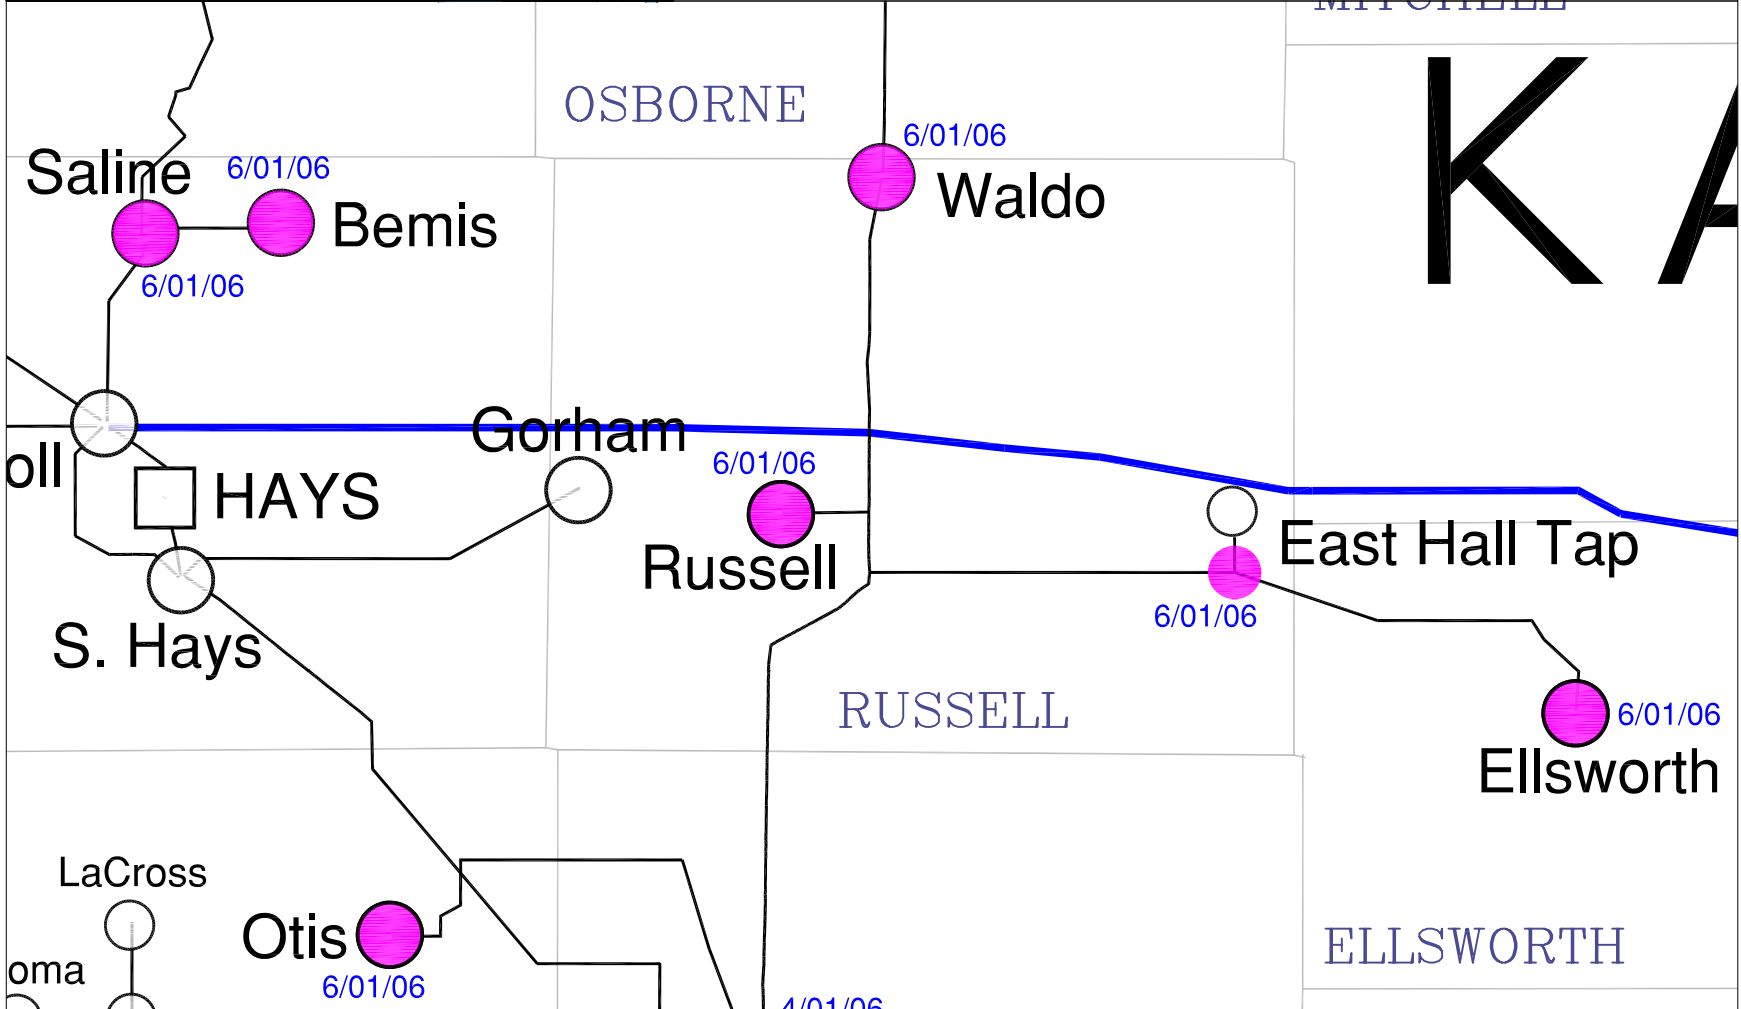 MITCHELL
OSBORNE
KA
6/01/06
Saline
6/01/06
Waldo
Bemis
6/01/06
Gorham
oll
6/01/06
HAYS
East Hall Tap
Russell
6/01/06
S. Hays
RUSSELL
6/01/06
Ellsworth
LaCross
Otis
ELLSWORTH
oma
6/01/06
4/01/06